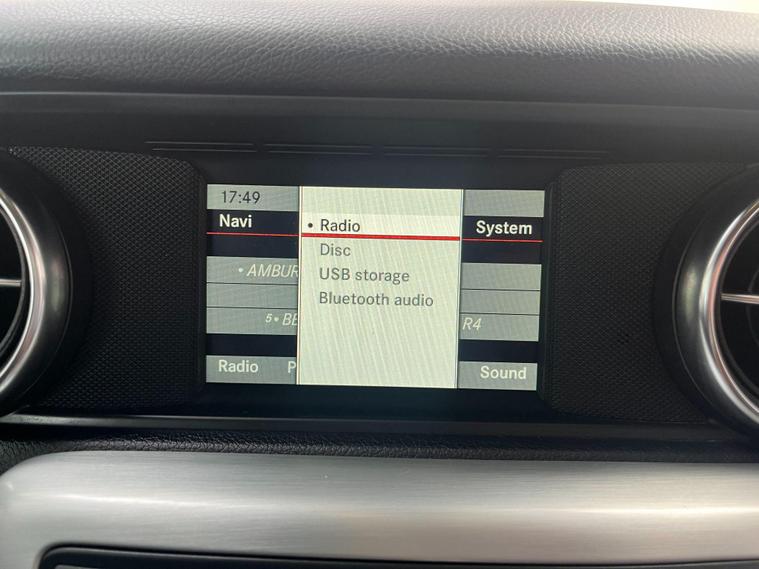 17:49
Navi
• Radio
System
Disc
• AMBUR
USB storage
Bluetooth audio
5 • BE
R4
Radio
P
Sound